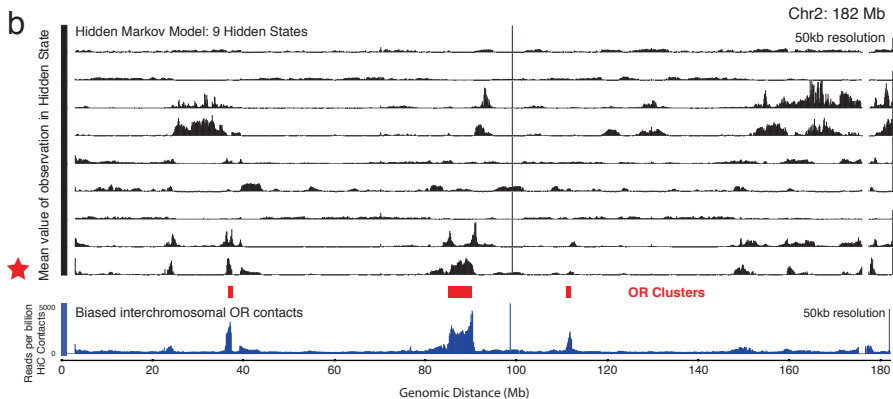 b
Chr2: 182 Mb
Hidden Markov Model: 9 Hidden States
50kb resolution
Mean value of observation in Hidden State
OR Clusters
Biased interchromosomal OR contacts
50kb resolution
Reads per billion
HiC Contacts
5000
0
0 20 40 60 80 100 120 140 160 180
Genomic Distance (Mb)